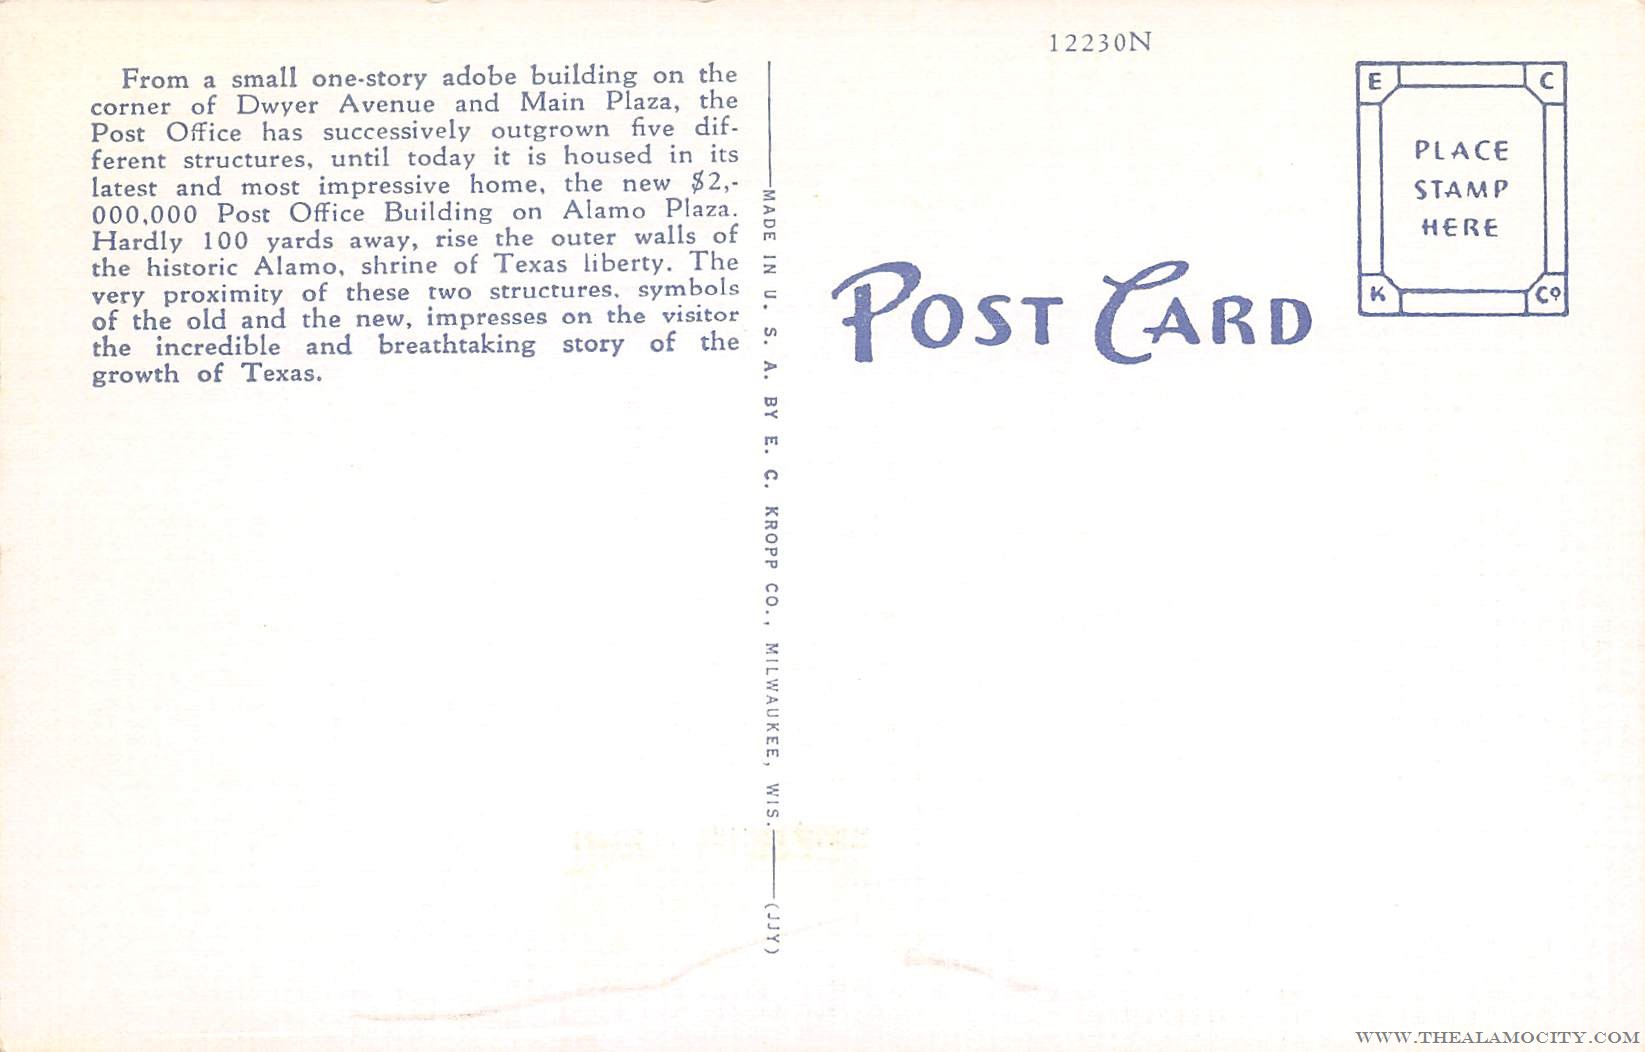 12230N
From a small one-story adobe building on the
corner of Dwyer Avenue and Main Plaza, the
Post Office has successively outgrown five dif-
ferent structures, until today it is housed in its
latest and most impressive home, the new $2,-
000,000 Post Office Building on Alamo Plaza.
Hardly 100 yards away, rise the outer walls of
the historic Alamo, shrine of Texas liberty. The
very proximity of these two structures, symbols
of the old and the new, impresses on the visitor
the incredible and breathtaking story of the
growth of Texas.
MADE IN U. S. A. BY E. C. KROPP CO., MILWAUKEE, WIS.
(JJY)
POST CARD
E C
PLACE
STAMP
HERE
K Co
WWW.THEALAMOCITY.COM